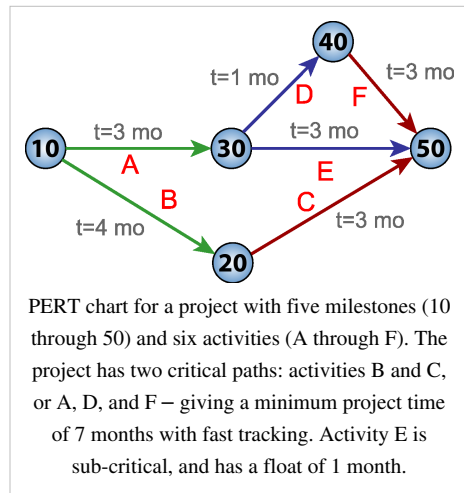 40
t=1 mo
t=3 mo
D
F
10
t=3 mo
30
t=3 mo
50
A
E
B
C
t=4 mo
t=3 mo
20
PERT chart for a project with five milestones (10
through 50) and six activities (A through F). The
project has two critical paths: activities B and C,
or A, D, and F – giving a minimum project time
of 7 months with fast tracking. Activity E is
sub-critical, and has a float of 1 month.